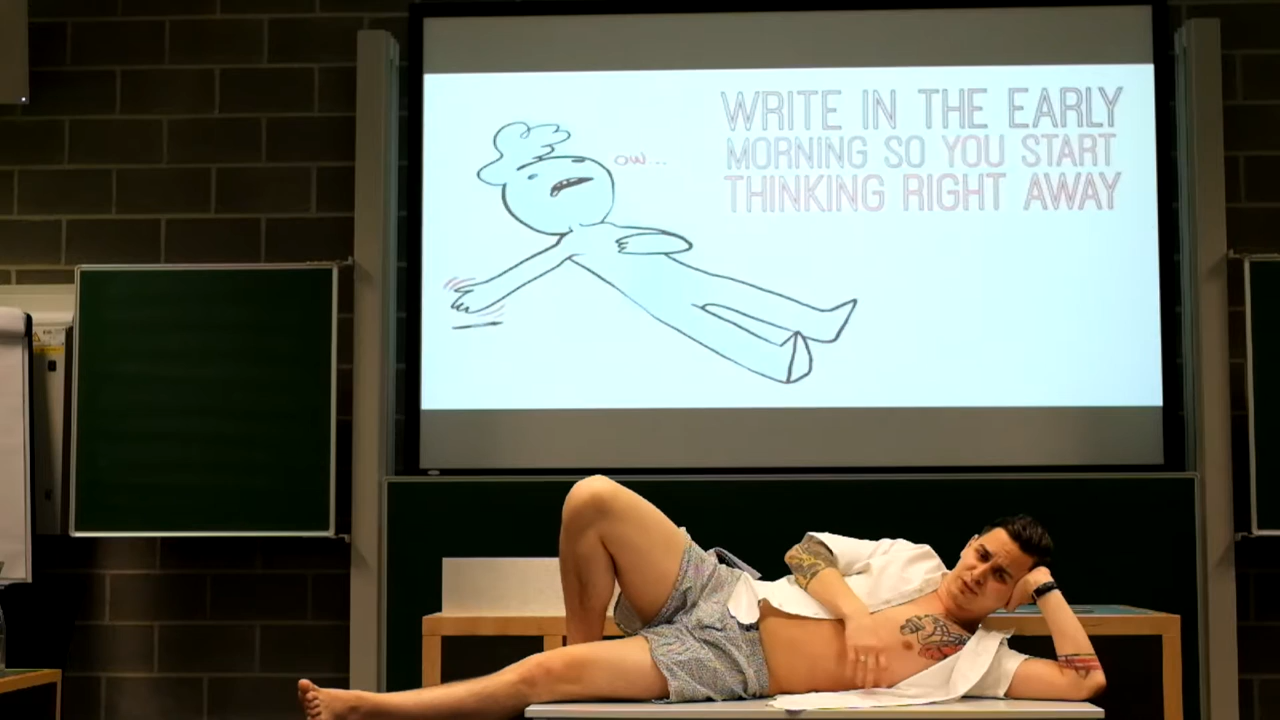 WRITE IN THE EARLY
MORNING SO YOU START
THINKING RIGHT AWAY
OW...